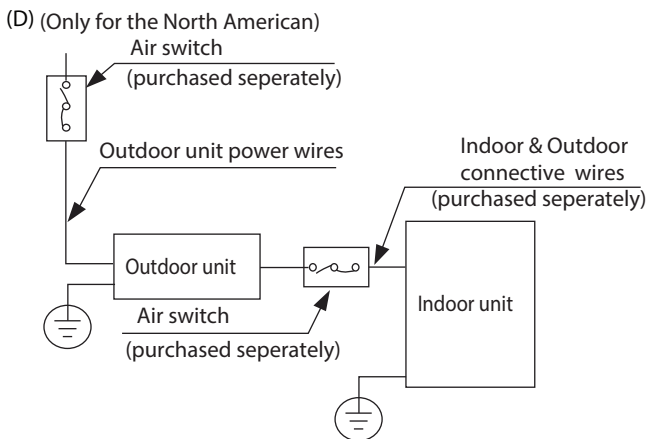 (D) (Only for the North American)
Air switch
(purchased seperately)
Outdoor unit power wires
Indoor & Outdoor
connective wires
(purchased seperately)
Outdoor unit
Indoor unit
Air switch
(purchased seperately)